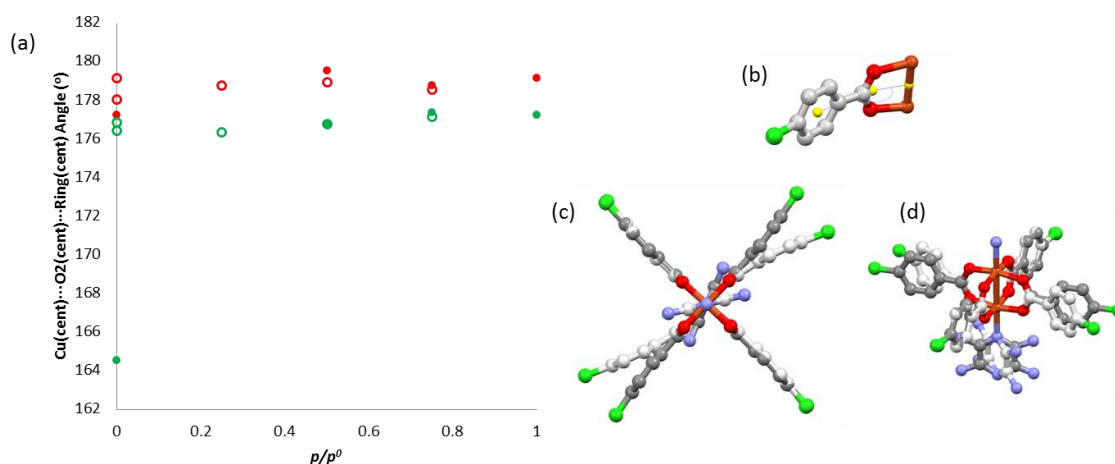 (a)
Cu(cent)···O2(cent)···Ring(cent) Angle (°)
182
180
178
176
174
172
170
168
166
164
162
0
0.2
0.4
0.6
0.8
1
p/p⁰
(b)
(c)
(d)